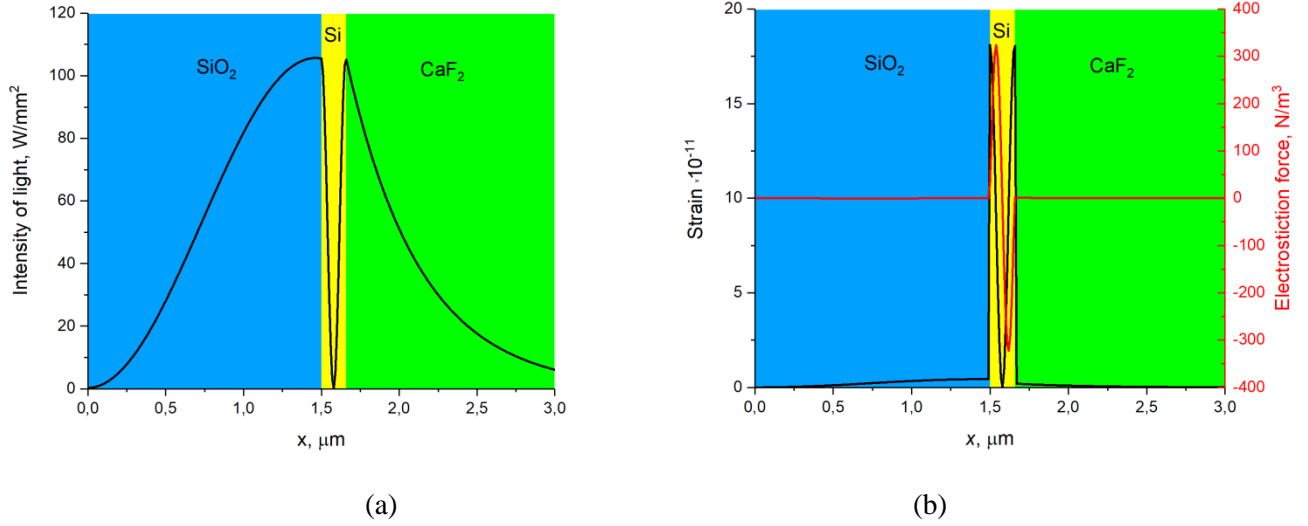 120
100
80
60
40
20
0
Intensity of light, W/mm²
SiO₂
Si
CaF₂
0,0 0,5 1,0 1,5 2,0 2,5 3,0
x, μm
(a)
20
15
10
5
0
Strain ·10⁻¹¹
SiO₂
Si
CaF₂
400
300
200
100
0
-100
-200
-300
-400
Electrostiction force, N/m³
0,0 0,5 1,0 1,5 2,0 2,5 3,0
x, μm
(b)